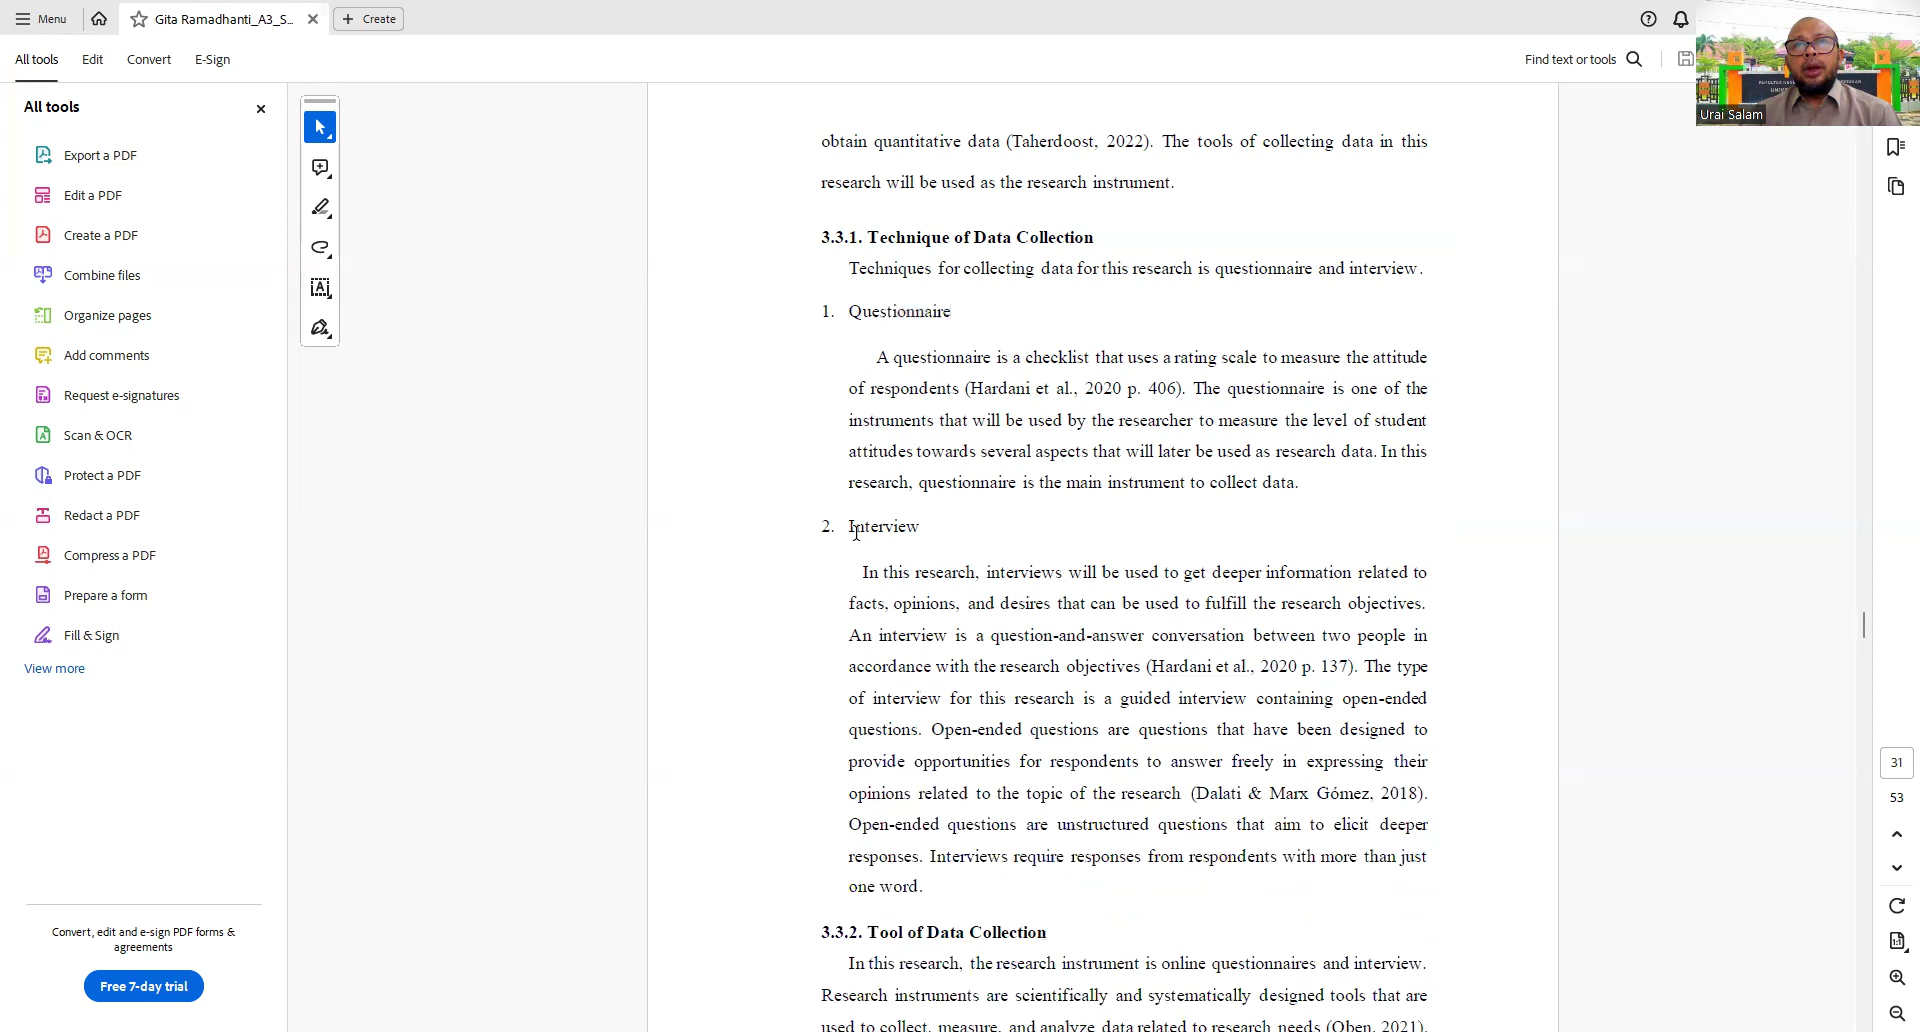 Menu
Gita Ramadhanti_A3_S...
Create
All tools
Edit
Convert
E-Sign
Find text or tools
Urai Salam
All tools
Export a PDF
Edit a PDF
Create a PDF
Combine files
Organize pages
Add comments
Request e-signatures
Scan & OCR
Protect a PDF
Redact a PDF
Compress a PDF
Prepare a form
Fill & Sign
View more
Convert, edit and e-sign PDF forms &
agreements
Free 7-day trial
obtain quantitative data (Taherdoost, 2022). The tools of collecting data in this
research will be used as the research instrument.
3.3.1. Technique of Data Collection
Techniques for collecting data for this research is questionnaire and interview.
1. Questionnaire
A questionnaire is a checklist that uses a rating scale to measure the attitude
of respondents (Hardani et al., 2020 p. 406). The questionnaire is one of the
instruments that will be used by the researcher to measure the level of student
attitudes towards several aspects that will later be used as research data. In this
research, questionnaire is the main instrument to collect data.
2. Interview
In this research, interviews will be used to get deeper information related to
facts, opinions, and desires that can be used to fulfill the research objectives.
An interview is a question-and-answer conversation between two people in
accordance with the research objectives (Hardani et al., 2020 p. 137). The type
of interview for this research is a guided interview containing open-ended
questions. Open-ended questions are questions that have been designed to
provide opportunities for respondents to answer freely in expressing their
opinions related to the topic of the research (Dalati & Marx Gómez, 2018).
Open-ended questions are unstructured questions that aim to elicit deeper
responses. Interviews require responses from respondents with more than just
one word.
3.3.2. Tool of Data Collection
In this research, the research instrument is online questionnaires and interview.
Research instruments are scientifically and systematically designed tools that are
used to collect, measure, and analyze data related to research needs (Oben, 2021).
31
53